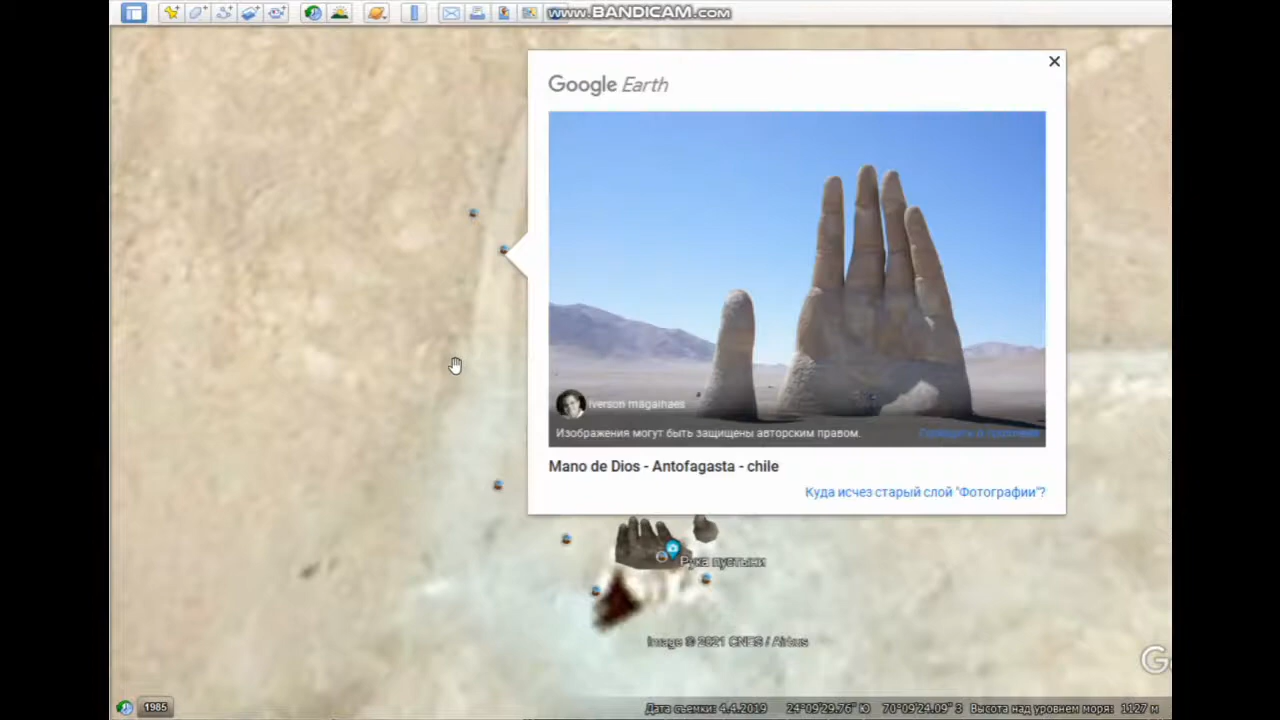 www.BANDICAM.com
Google Earth
iverson magalhaes
Изображения могут быть защищены авторским правом.
Mano de Dios - Antofagasta - chile
Куда исчез старый слой "Фотографии"?
Рука пустыни
Image © 2021 CNES / Airbus
1985
Дата съемки: 4.4.2019 24°09'29.76" Ю 70°09'24.09" З Высота над уровнем моря: 1127 м